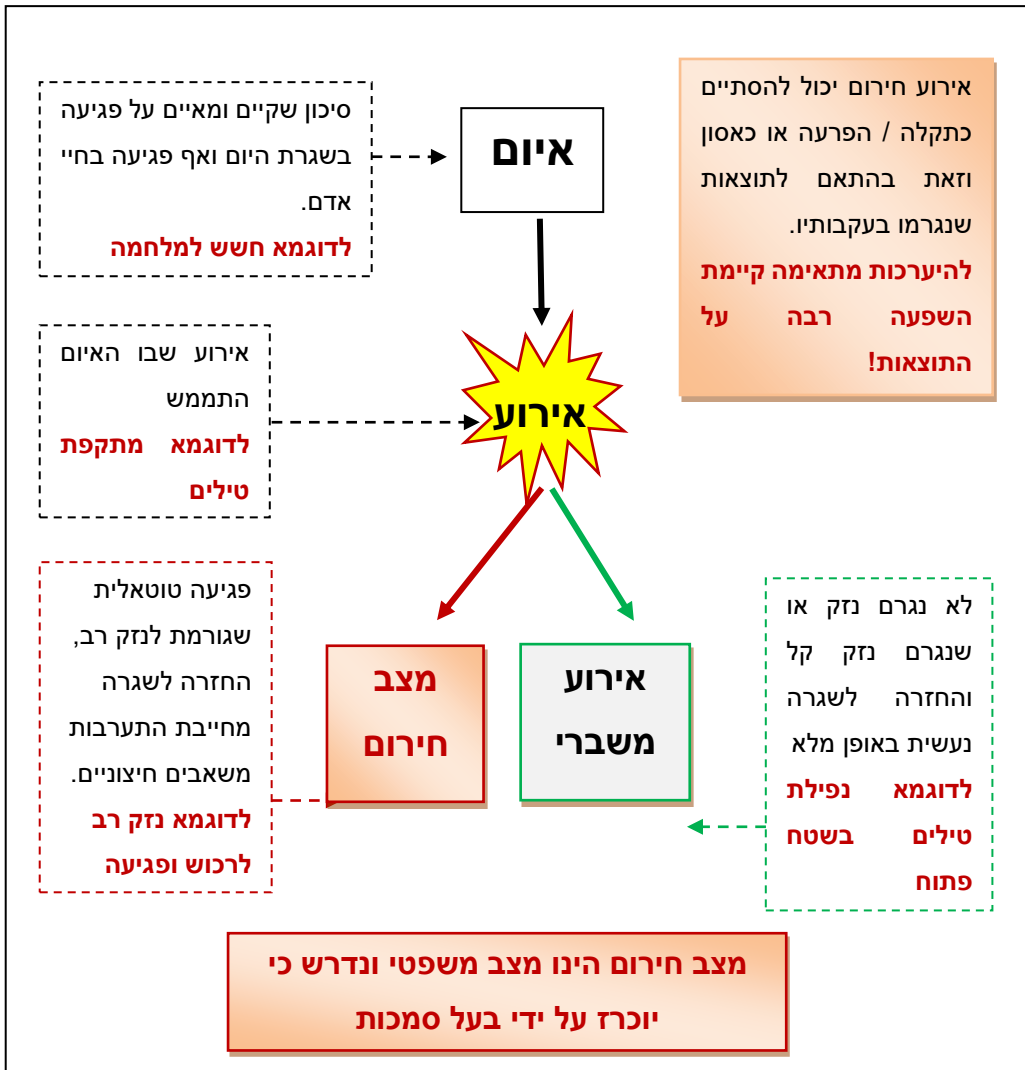 אירוע חירום יכול להסתיים
כתקלה / הפרעה או כאסון
וזאת בהתאם לתוצאות
שנגרמו בעקבותיו.
להיערכות מתאימה קיימת
השפעה רבה על
התוצאות!
איום
סיכון שקיים ומאיים על פגיעה
בשגרת היום ואף פגיעה בחיי
אדם.
לדוגמא חשש למלחמה
אירוע
אירוע שבו האיום
התממש
לדוגמא מתקפת
טילים
לא נגרם נזק או
שנגרם נזק קל
והחזרה לשגרה
נעשית באופן מלא
לדוגמא נפילת
טילים בשטח
פתוח
אירוע
משברי
מצב
חירום
פגיעה טוטאלית
שגורמת לנזק רב,
החזרה לשגרה
מחייבת התערבות
משאבים חיצוניים.
לדוגמא נזק רב
לרכוש ופגיעה
מצב חירום הינו מצב משפטי ונדרש כי
יוכרז על ידי בעל סמכות